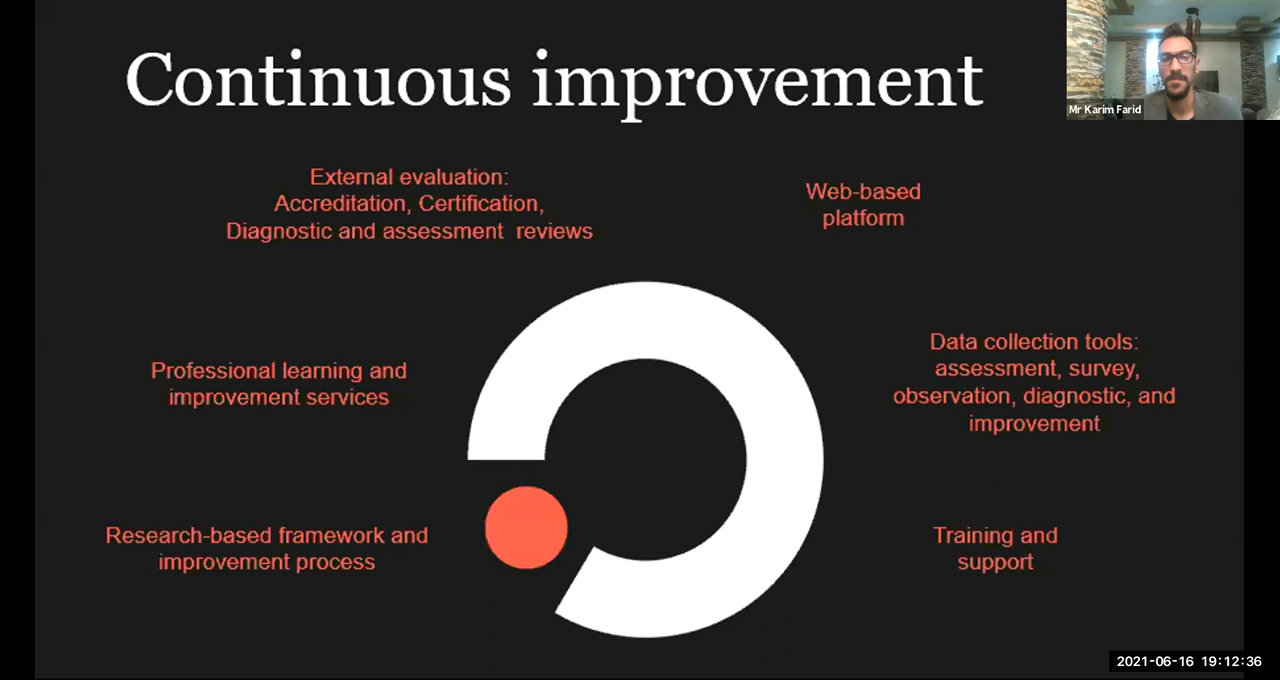 Continuous improvement
Mr Karim Farid
External evaluation:
Accreditation, Certification,
Diagnostic and assessment reviews
Web-based
platform
Professional learning and
improvement services
Data collection tools:
assessment, survey,
observation, diagnostic, and
improvement
Research-based framework and
improvement process
Training and
support
2021-06-16 19:12:36